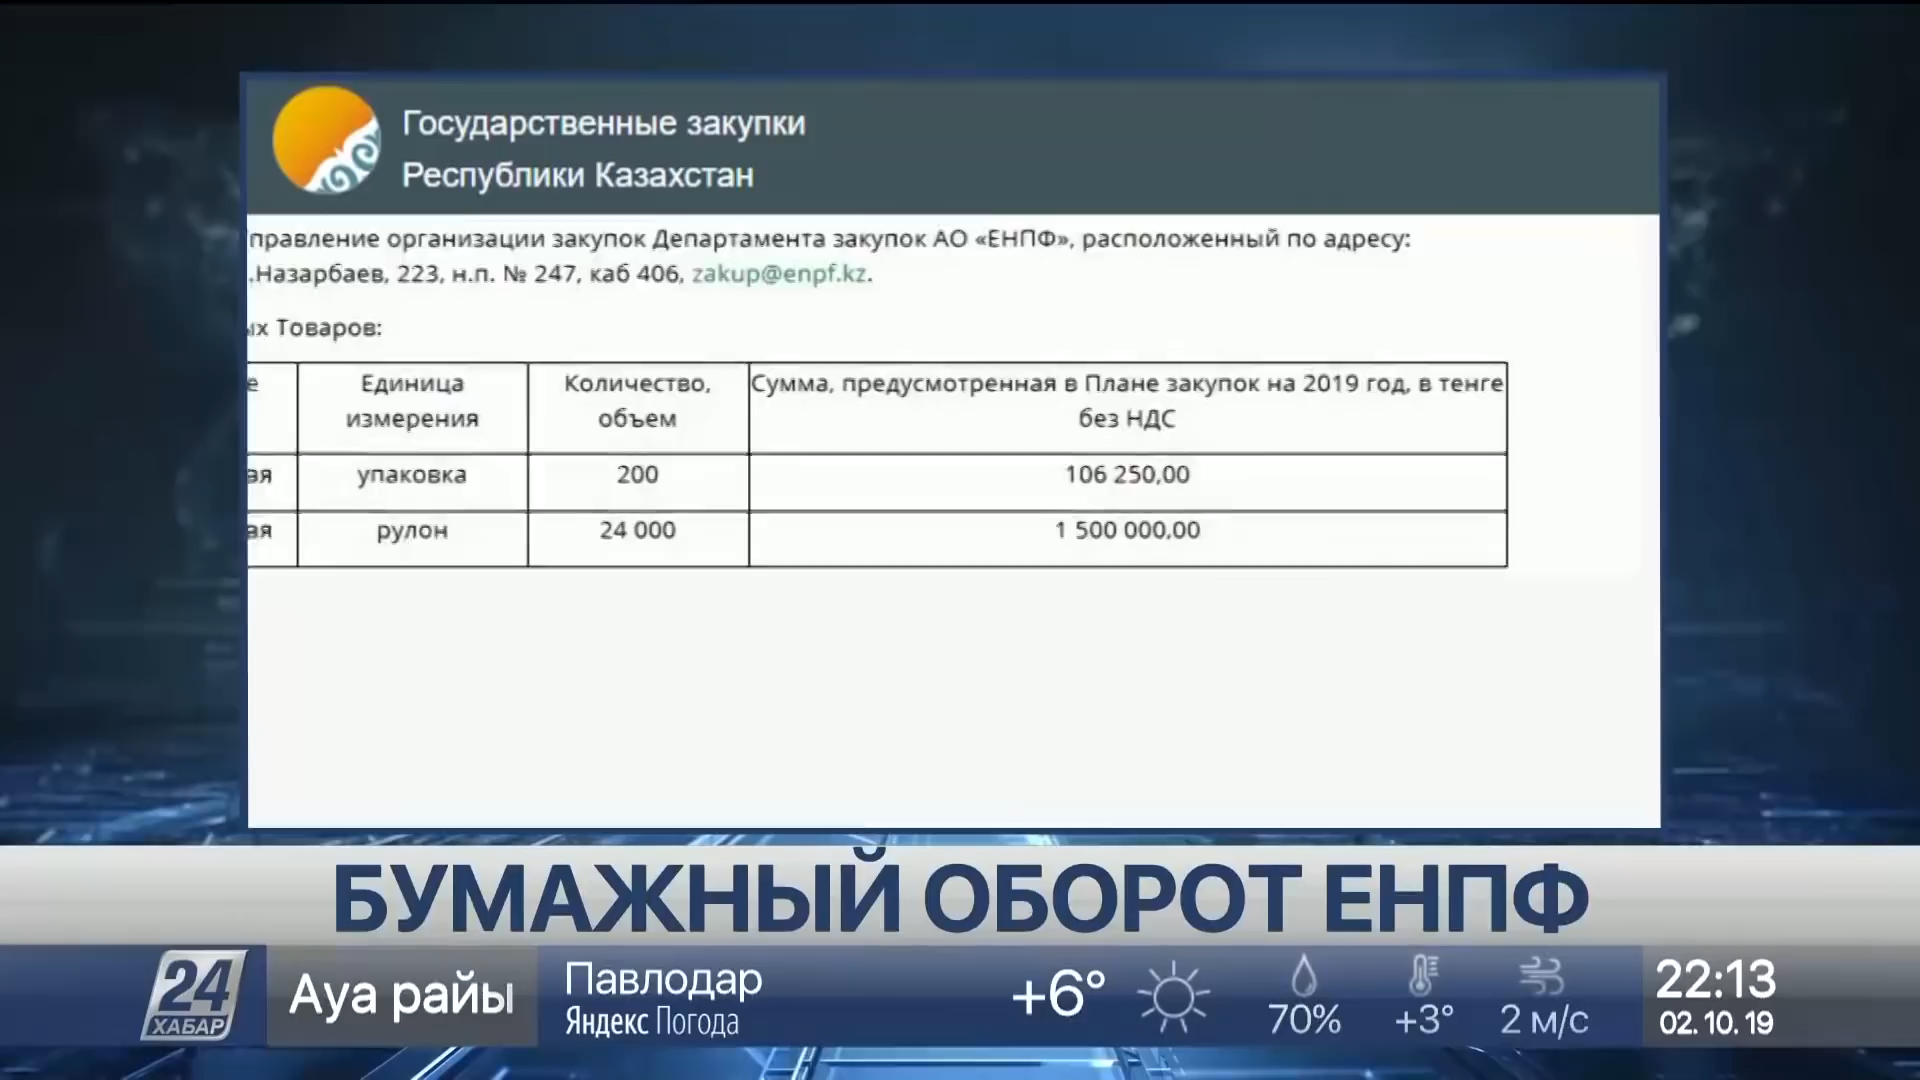 Государственные закупки
Республики Казахстан
правление организации закупок Департамента закупок АО «ЕНПФ», расположенный по адресу:
.Назарбаев, 223, н.п. № 247, каб 406, zakup@enpf.kz.
ых Товаров:
е Единица измерения Количество, объем Сумма, предусмотренная в Плане закупок на 2019 год, в тенге без НДС
ая упаковка 200 106 250,00
ая рулон 24 000 1 500 000,00
БУМАЖНЫЙ ОБОРОТ ЕНПФ
24 ХАБАР
Ауа райы
Павлодар
Яндекс Погода
+6°
70%
+3°
2 м/с
22:13
02. 10. 19